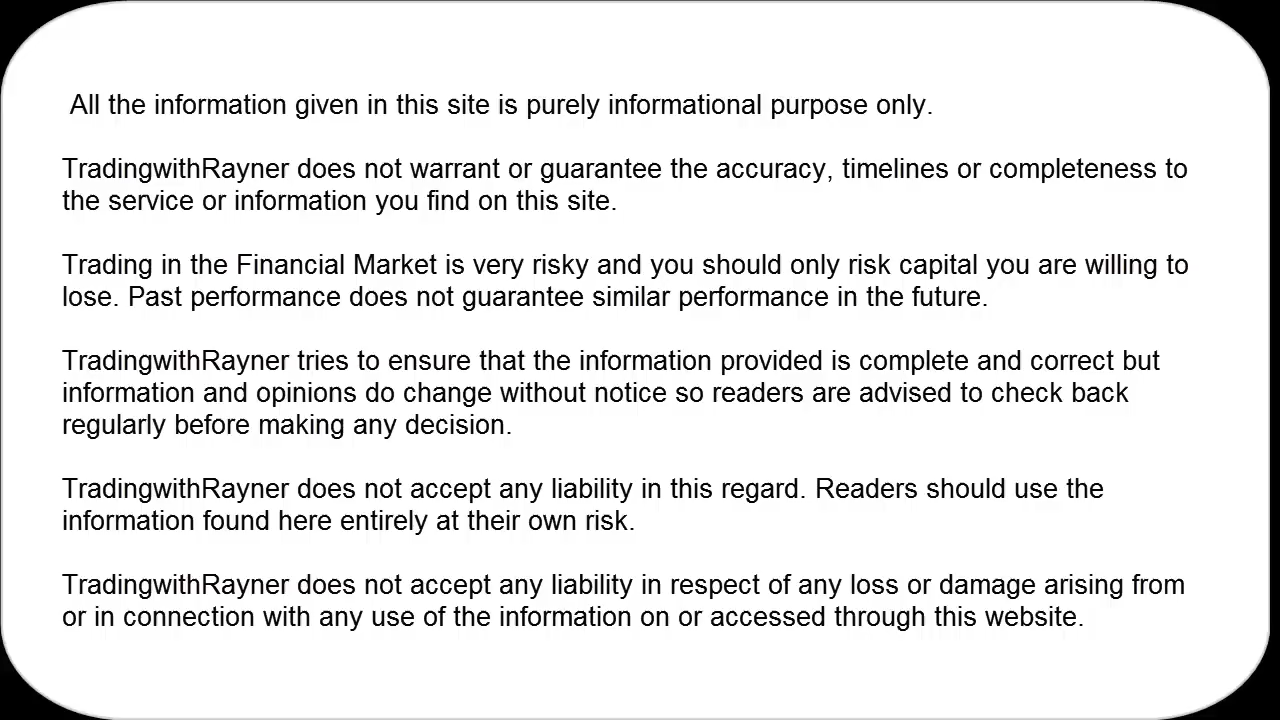 All the information given in this site is purely informational purpose only.
TradingwithRayner does not warrant or guarantee the accuracy, timelines or completeness to
the service or information you find on this site.
Trading in the Financial Market is very risky and you should only risk capital you are willing to
lose. Past performance does not guarantee similar performance in the future.
TradingwithRayner tries to ensure that the information provided is complete and correct but
information and opinions do change without notice so readers are advised to check back
regularly before making any decision.
TradingwithRayner does not accept any liability in this regard. Readers should use the
information found here entirely at their own risk.
TradingwithRayner does not accept any liability in respect of any loss or damage arising from
or in connection with any use of the information on or accessed through this website.